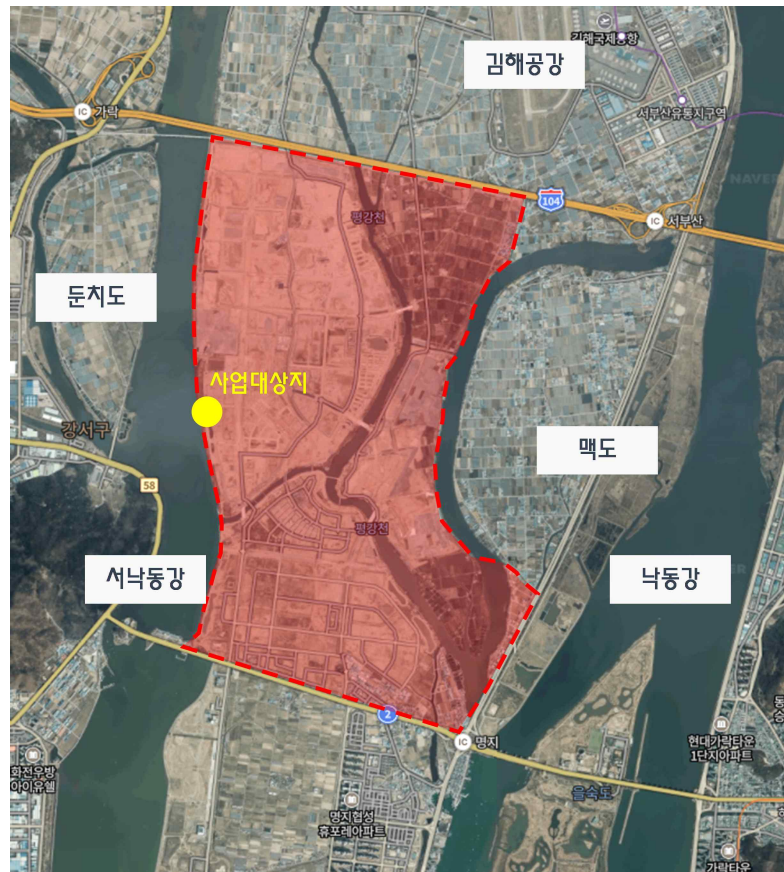 김해국제공항
김해공강
IC 가락
서부산유통지구역
NAVER
104
IC 서부산
평강천
둔치도
사업대상지
강서구
맥도
58
평강천
서낙동강
낙동강
2
IC 명지
현대가락타운
1단지아파트
화전우방
아이유쉘
을숙도
명지협성
휴포레아파트
가락타운